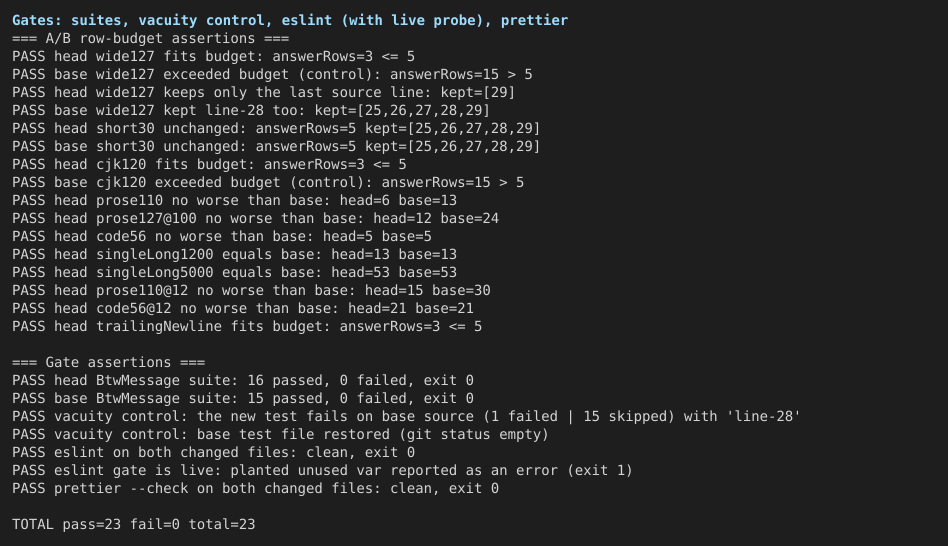 Gates: suites, vacuity control, eslint (with live probe), prettier
=== A/B row-budget assertions ===
PASS head wide127 fits budget: answerRows=3 <= 5
PASS base wide127 exceeded budget (control): answerRows=15 > 5
PASS head wide127 keeps only the last source line: kept=[29]
PASS base wide127 kept line-28 too: kept=[25,26,27,28,29]
PASS head short30 unchanged: answerRows=5 kept=[25,26,27,28,29]
PASS base short30 unchanged: answerRows=5 kept=[25,26,27,28,29]
PASS head cjk120 fits budget: answerRows=3 <= 5
PASS base cjk120 exceeded budget (control): answerRows=15 > 5
PASS head prose110 no worse than base: head=6 base=13
PASS head prose127@100 no worse than base: head=12 base=24
PASS head code56 no worse than base: head=5 base=5
PASS head singleLong1200 equals base: head=13 base=13
PASS head singleLong5000 equals base: head=53 base=53
PASS head prose110@12 no worse than base: head=15 base=30
PASS head code56@12 no worse than base: head=21 base=21
PASS head trailingNewline fits budget: answerRows=3 <= 5
=== Gate assertions ===
PASS head BtwMessage suite: 16 passed, 0 failed, exit 0
PASS base BtwMessage suite: 15 passed, 0 failed, exit 0
PASS vacuity control: the new test fails on base source (1 failed | 15 skipped) with 'line-28'
PASS vacuity control: base test file restored (git status empty)
PASS eslint on both changed files: clean, exit 0
PASS eslint gate is live: planted unused var reported as an error (exit 1)
PASS prettier --check on both changed files: clean, exit 0
TOTAL pass=23 fail=0 total=23